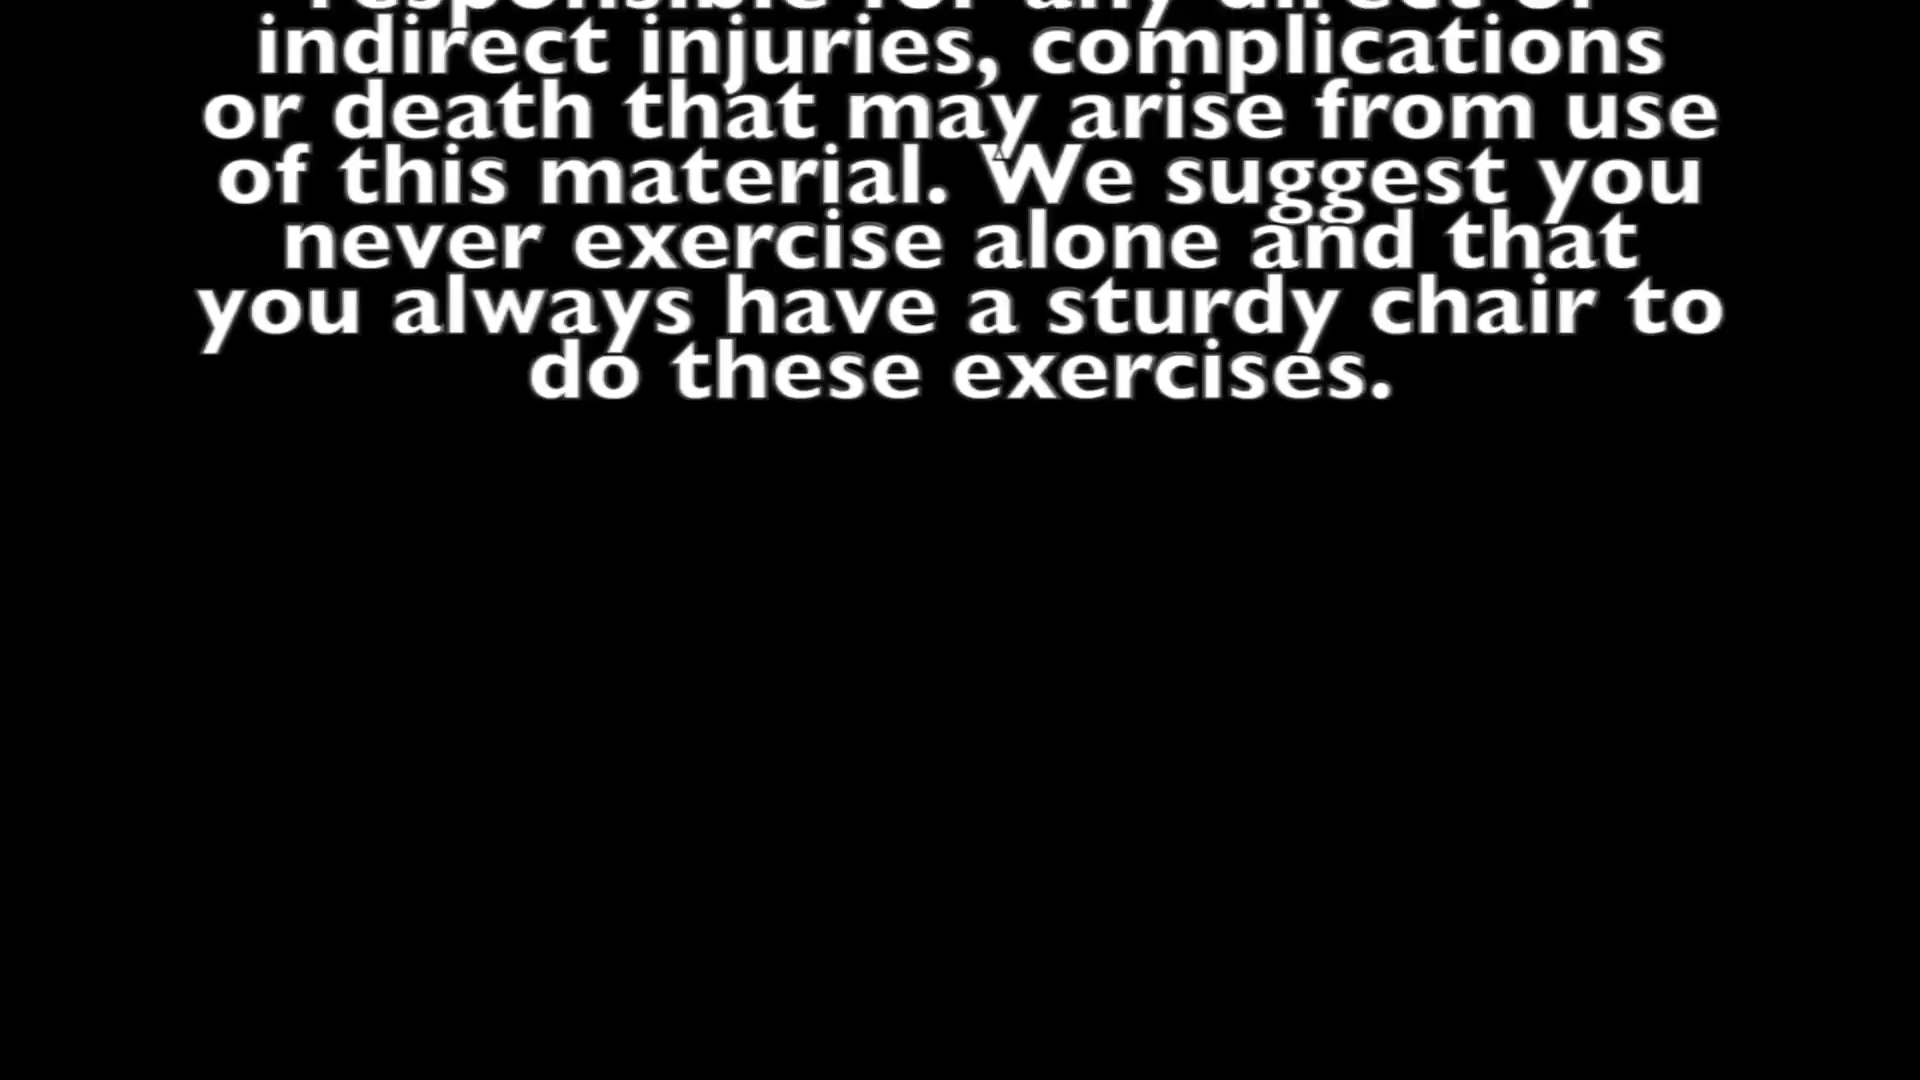 responsible for any direct or
indirect injuries, complications
or death that may arise from use
of this material. We suggest you
never exercise alone and that
you always have a sturdy chair to
do these exercises.